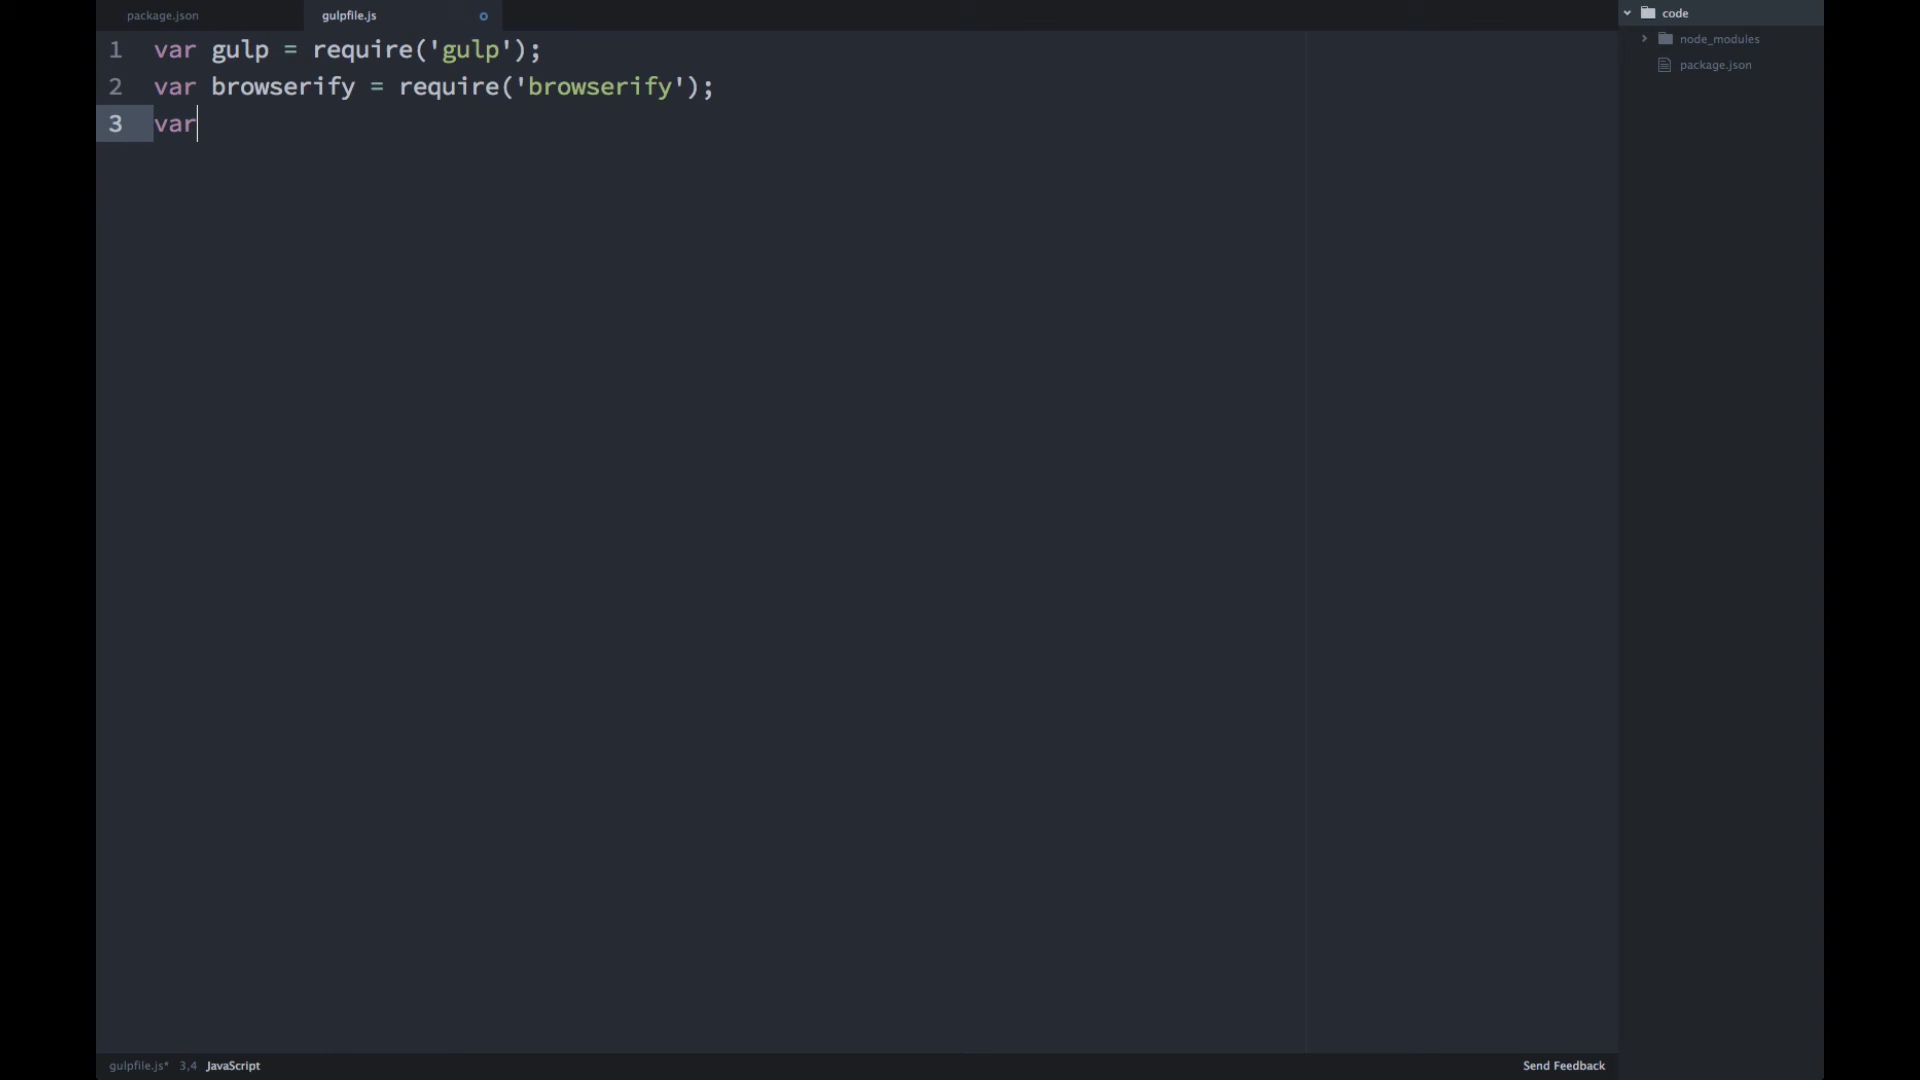 package.json
gulpfile.js
code
node_modules
package.json
1 var gulp = require('gulp');
2 var browserify = require('browserify');
3 var
gulpfile.js* 3,4 JavaScript
Send Feedback